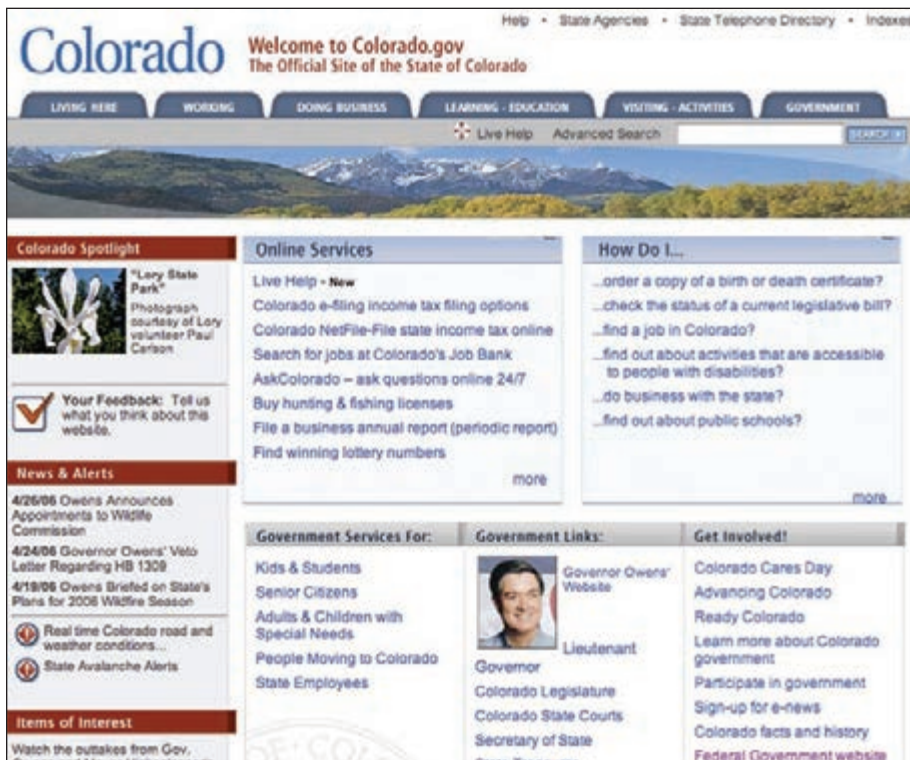 Help • State Agencies • State Telephone Directory • Indexes
Colorado
Welcome to Colorado.gov
The Official Site of the State of Colorado
LIVING HERE
WORKING
DOING BUSINESS
LEARNING - EDUCATION
VISITING - ACTIVITIES
GOVERNMENT
Live Help Advanced Search
SEARCH
Colorado Spotlight
"Lory State
Park"
Photograph
courtesy of Lory
volunteer Paul
Carlson
Your Feedback: Tell us
what you think about this
website.
News & Alerts
4/26/06 Owens Announces
Appointments to Wildlife
Commission
4/24/06 Governor Owens' Veto
Letter Regarding HB 1309
4/19/06 Owens Briefed on State's
Plans for 2006 Wildfire Season
Real time Colorado road and
weather conditions...
State Avalanche Alerts
Items of Interest
Watch the outtakes from Gov.
Online Services
Live Help - New
Colorado e-filing income tax filing options
Colorado NetFile-File state income tax online
Search for jobs at Colorado's Job Bank
AskColorado – ask questions online 24/7
Buy hunting & fishing licenses
File a business annual report (periodic report)
Find winning lottery numbers
more
How Do I...
...order a copy of a birth or death certificate?
...check the status of a current legislative bill?
...find a job in Colorado?
...find out about activities that are accessible
to people with disabilities?
...do business with the state?
...find out about public schools?
more
Government Services For:
Kids & Students
Senior Citizens
Adults & Children with
Special Needs
People Moving to Colorado
State Employees
Government Links:
Governor Owens'
Website
Lieutenant
Governor
Colorado Legislature
Colorado State Courts
Secretary of State
Get Involved!
Colorado Cares Day
Advancing Colorado
Ready Colorado
Learn more about Colorado
government
Participate in government
Sign-up for e-news
Colorado facts and history
Federal Government website